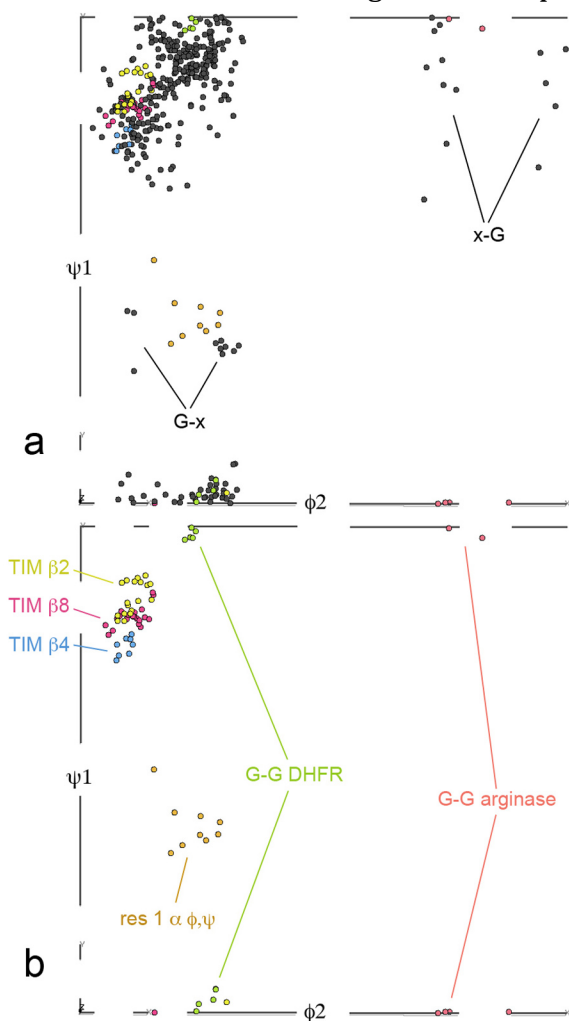 x-G
ψ1
G-x
a
ϕ2
TIM β2
TIM β8
TIM β4
G-G DHFR
ψ1
G-G arginase
res 1 α ϕ,ψ
b
ϕ2